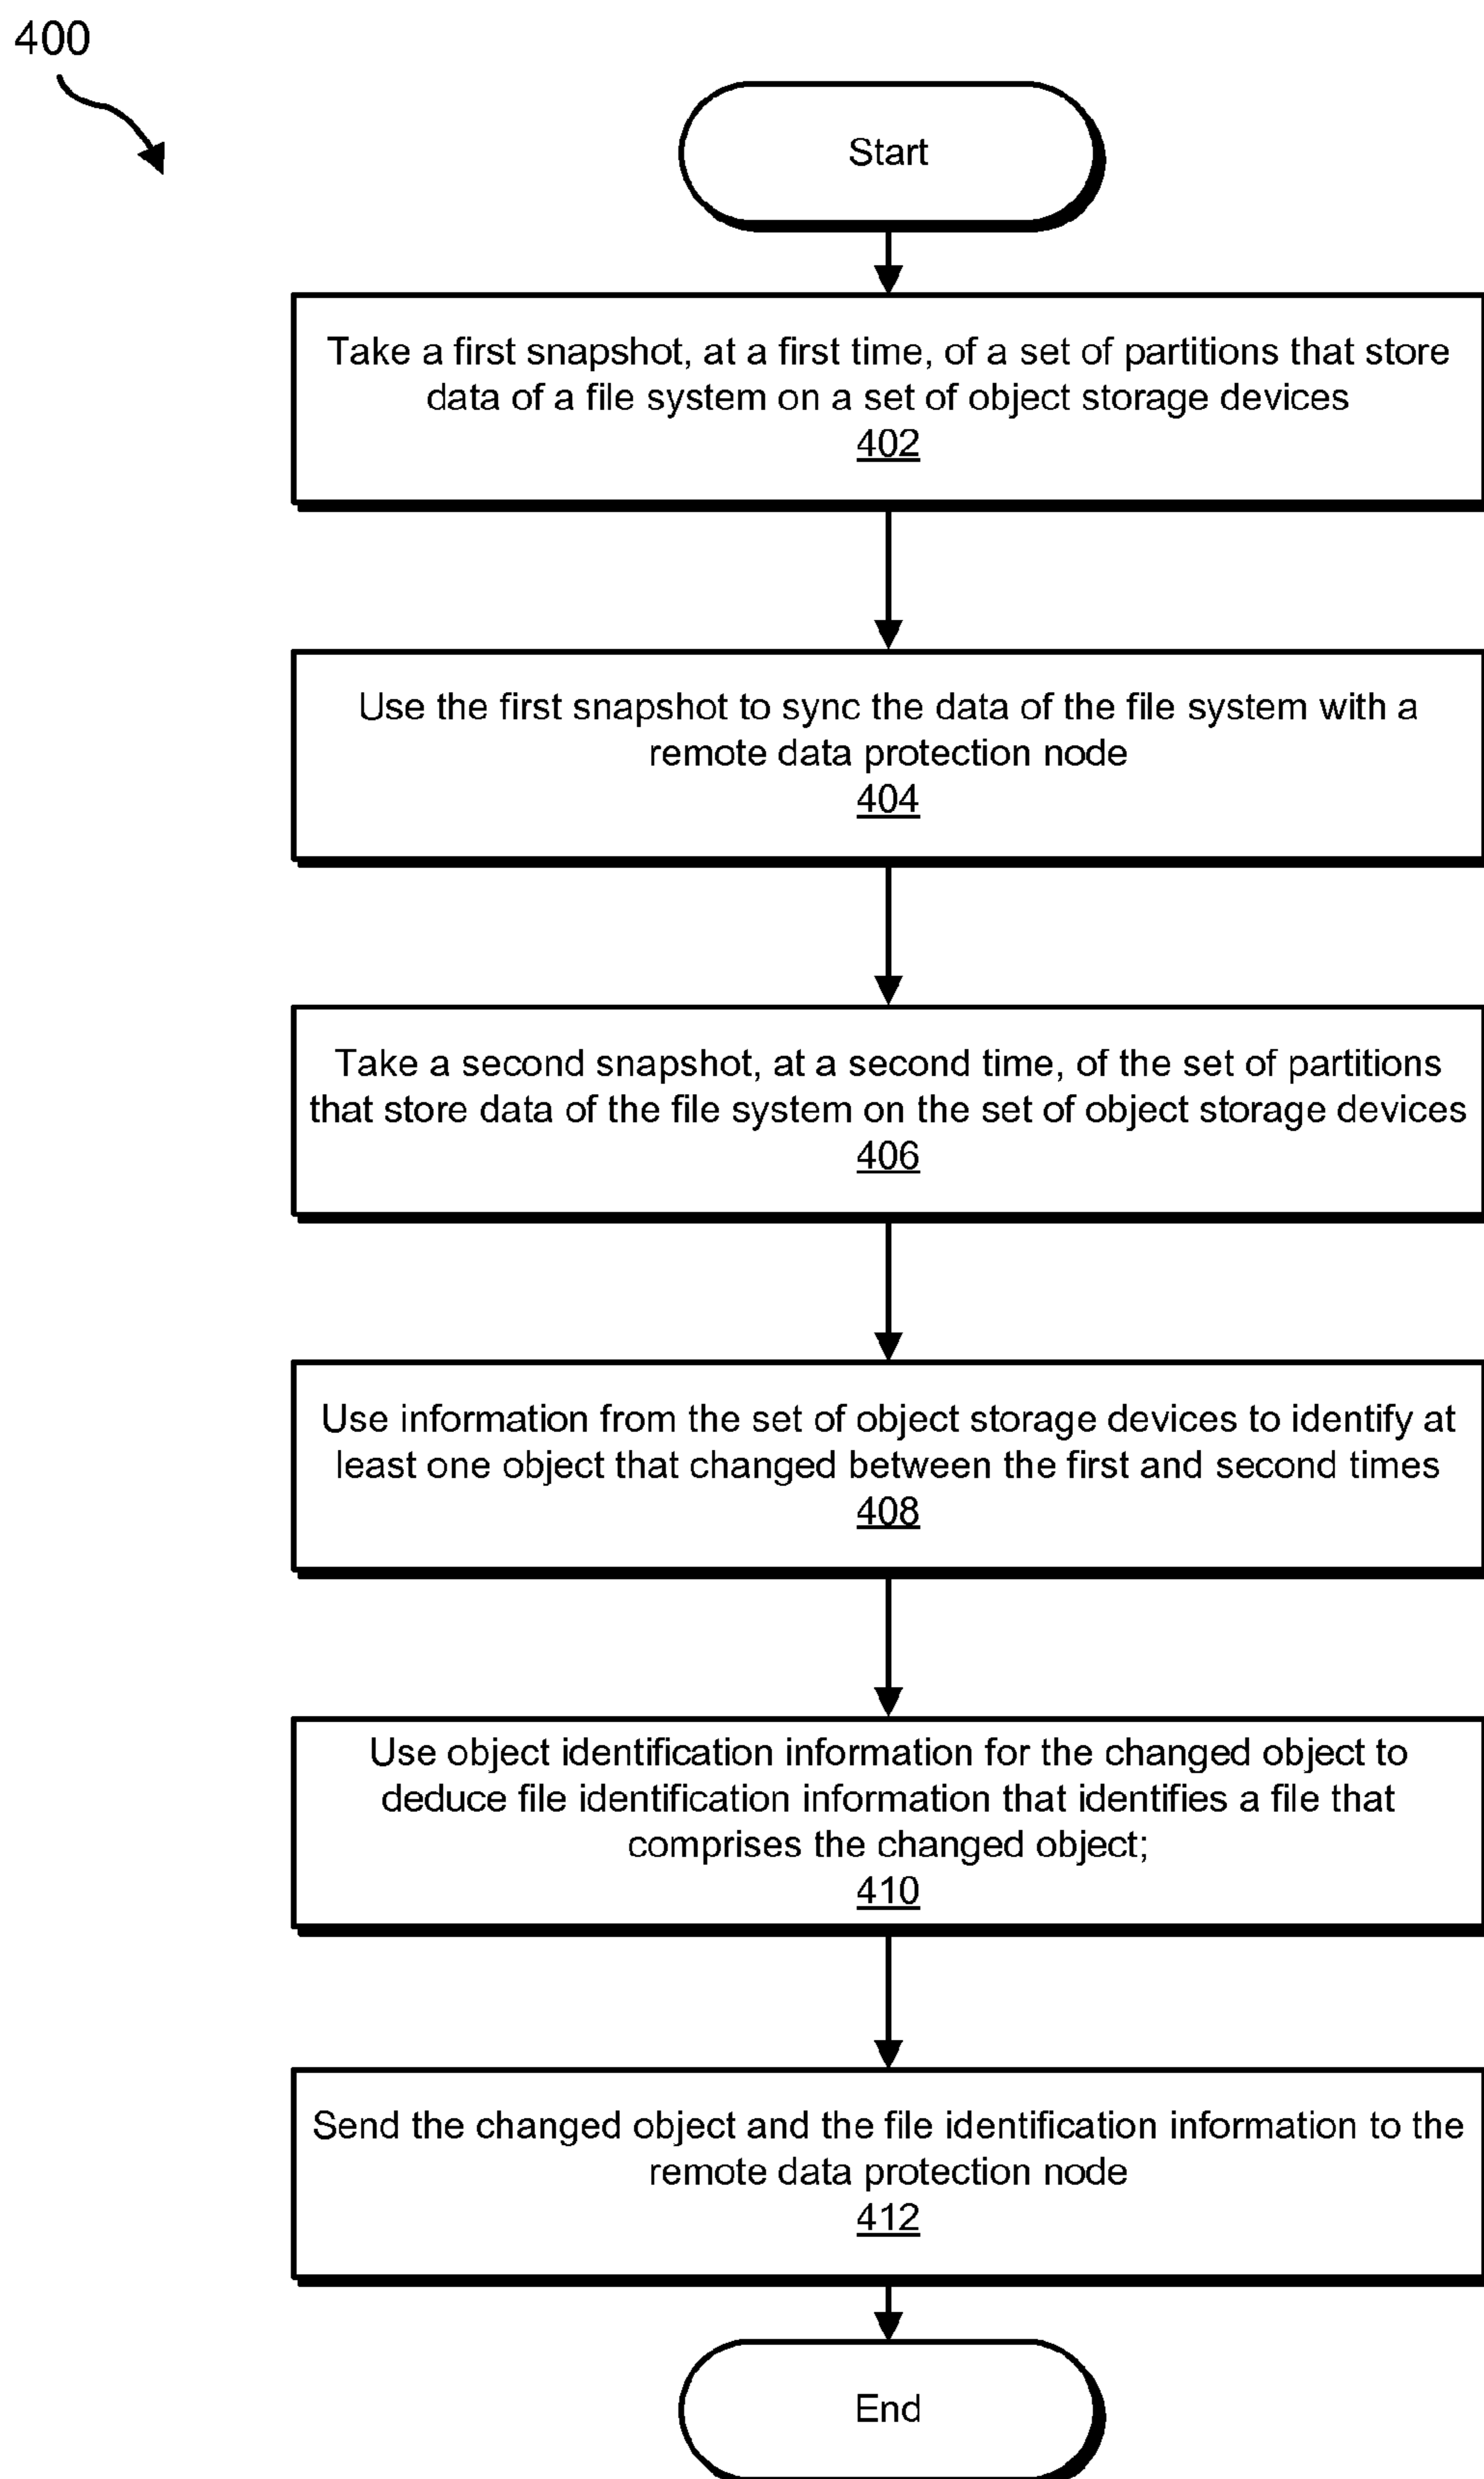 400
Start
Take a first snapshot, at a first time, of a set of partitions that store
data of a file system on a set of object storage devices
402
Use the first snapshot to sync the data of the file system with a
remote data protection node
404
Take a second snapshot, at a second time, of the set of partitions
that store data of the file system on the set of object storage devices
406
Use information from the set of object storage devices to identify at
least one object that changed between the first and second times
408
Use object identification information for the changed object to
deduce file identification information that identifies a file that
comprises the changed object;
410
Send the changed object and the file identification information to the
remote data protection node
412
End